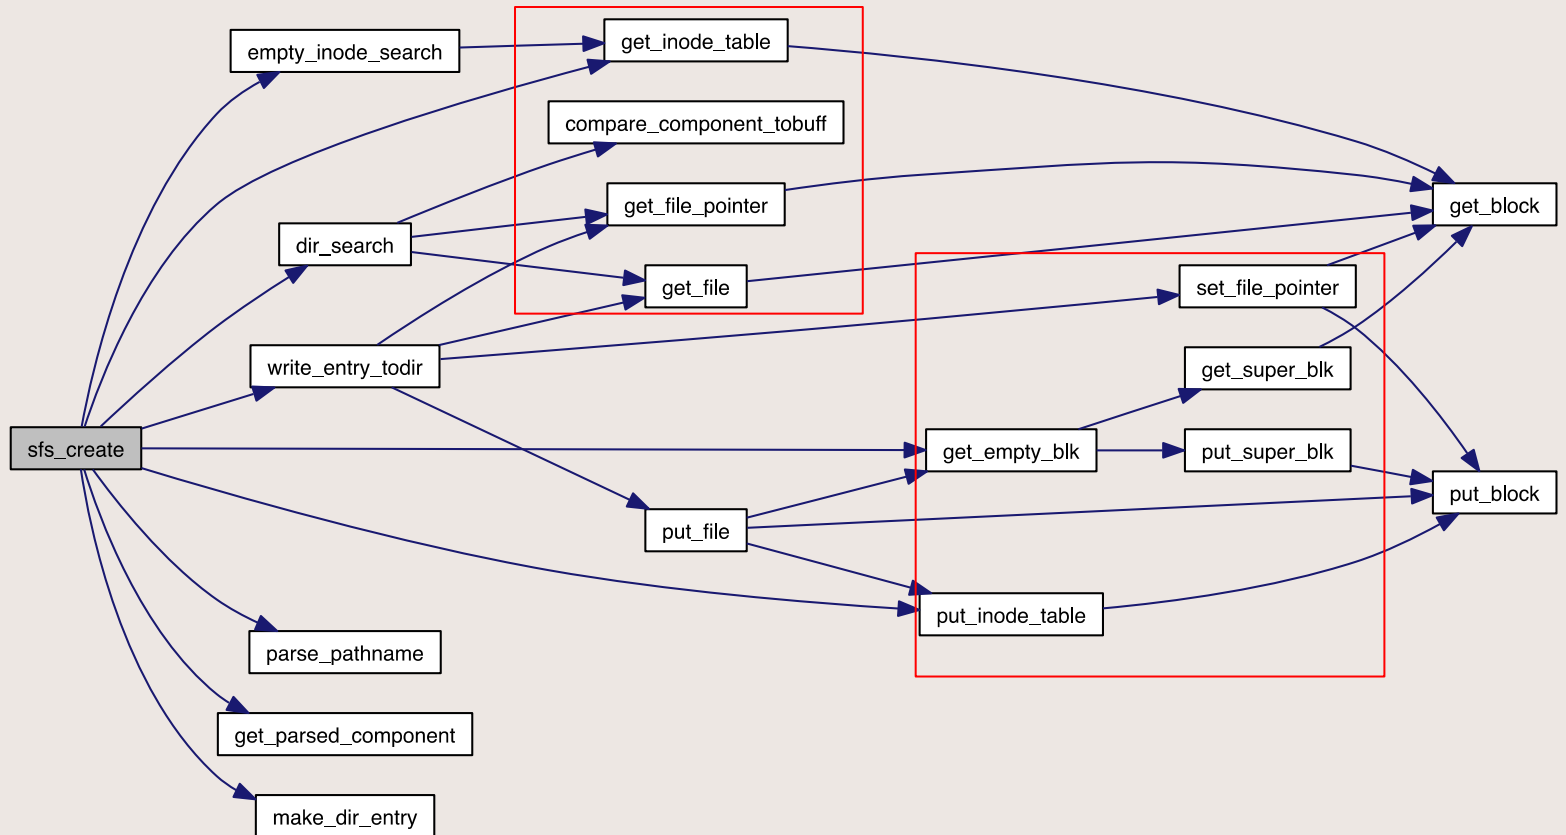 empty_inode_search
get_inode_table
compare_component_tobuff
get_file_pointer
get_block
dir_search
get_file
set_file_pointer
write_entry_todir
get_super_blk
sfs_create
get_empty_blk
put_super_blk
put_block
put_file
put_inode_table
parse_pathname
get_parsed_component
make_dir_entry